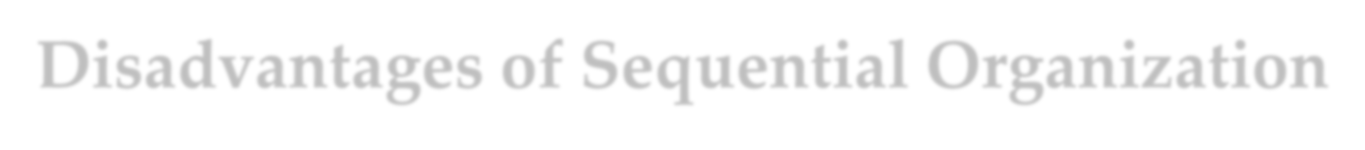 Disadvantages of Sequential Organization